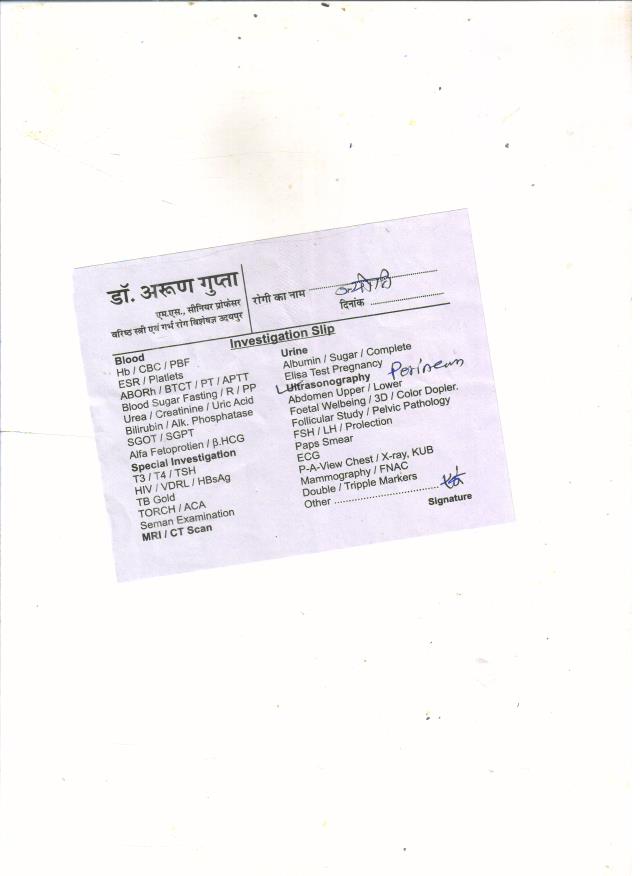 डॉ. अरूण गुप्ता
एम.एस., सीनियर प्रोफेसर
वरिष्ठ स्त्री एवं गर्भ रोग विशेषज्ञ उदयपुर
रोगी का नाम
दिनांक
Investigation Slip
Blood
Hb / CBC / PBF
ESR / Platlets
ABORh / BTCT / PT / APTT
Blood Sugar Fasting / R / PP
Urea / Creatinine / Uric Acid
Bilirubin / Alk. Phosphatase
SGOT / SGPT
Alfa Fetoprotien / β.HCG
Special Investigation
T3 / T4 / TSH
HIV / VDRL / HBsAg
TB Gold
TORCH / ACA
Seman Examination
MRI / CT Scan
Urine
Albumin / Sugar / Complete
Elisa Test Pregnancy
Ultrasonography Perineum
Abdomen Upper / Lower
Foetal Welbeing / 3D / Color Dopler.
Follicular Study / Pelvic Pathology
FSH / LH / Prolection
Paps Smear
ECG
P-A-View Chest / X-ray, KUB
Mammography / FNAC
Double / Tripple Markers
Other
Signature